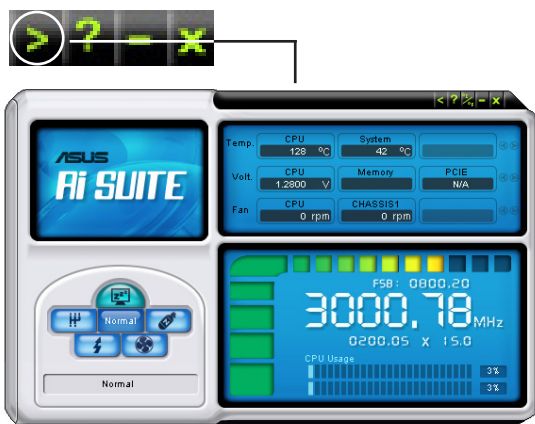 > ? - x
< ? °C/°F - x
ASUS
Ai SUITE
Temp. CPU System
128 °C 42 °C
Volt. CPU Memory PCIE
1.2800 V N/A
Fan CPU CHASSIS1
0 rpm 0 rpm
FSB: 0800.20
3000.78 MHz
0200.05 x 15.0
CPU Usage
3%
3%
zzz
Normal
Normal